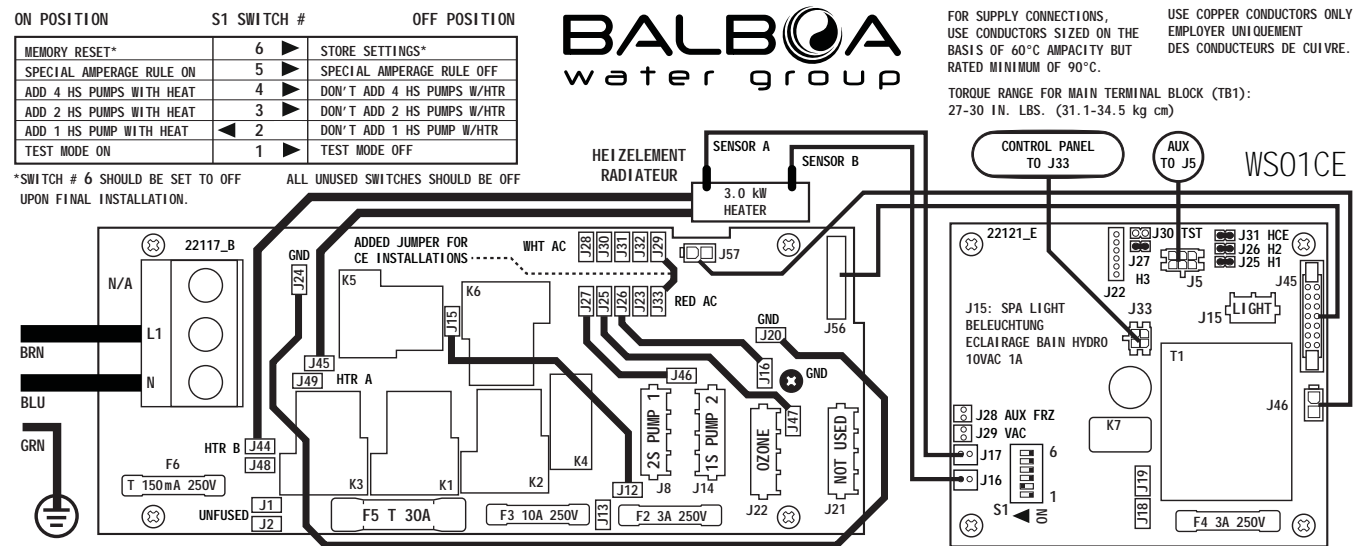 ON POSITION S1 SWITCH # OFF POSITION
MEMORY RESET* 6 ► STORE SETTINGS*
SPECIAL AMPERAGE RULE ON 5 ► SPECIAL AMPERAGE RULE OFF
ADD 4 HS PUMPS WITH HEAT 4 ► DON'T ADD 4 HS PUMPS W/HTR
ADD 2 HS PUMPS WITH HEAT 3 ► DON'T ADD 2 HS PUMPS W/HTR
ADD 1 HS PUMP WITH HEAT ◄ 2 DON'T ADD 1 HS PUMP W/HTR
TEST MODE ON 1 ► TEST MODE OFF
*SWITCH # 6 SHOULD BE SET TO OFF
UPON FINAL INSTALLATION.
ALL UNUSED SWITCHES SHOULD BE OFF
BALBOA
water group
FOR SUPPLY CONNECTIONS,
USE CONDUCTORS SIZED ON THE
BASIS OF 60°C AMPACITY BUT
RATED MINIMUM OF 90°C.
USE COPPER CONDUCTORS ONLY
EMPLOYER UNIQUEMENT
DES CONDUCTEURS DE CUIVRE.
TORQUE RANGE FOR MAIN TERMINAL BLOCK (TB1):
27-30 IN. LBS. (31.1-34.5 kg cm)
HEIZELEMENT
RADIATEUR
SENSOR A
SENSOR B
3.0 kW
HEATER
CONTROL PANEL
TO J33
AUX
TO J5
WS01CE
22117_B
N/A
L1
N
BRN
BLU
GRN
GND
J24
ADDED JUMPER FOR
CE INSTALLATIONS
WHT AC
J28
J30
J31
J32
J29
J57
J27
J25
J26
J23
J33
RED AC
J56
K5
K6
J15
GND
J20
J45
J49
HTR A
J46
J16
GND
HTR B
J44
J48
J47
F6
T 150mA 250V
K3
K1
K2
K4
2S PUMP 1
J8
1S PUMP 2
J14
OZONE
J22
NOT USED
J21
J12
J13
UNFUSED
J1
J2
F5 T 30A
F3 10A 250V
F2 3A 250V
22121_E
J30 TST
J27
H3
J22
J5
J31 HCE
J26 H2
J25 H1
J45
J33
J15
LIGHT
J15: SPA LIGHT
BELEUCHTUNG
ECLAIRAGE BAIN HYDRO
10VAC 1A
T1
J46
K7
J28 AUX FRZ
J29 VAC
J17
J16
6
1
S1
ON
J19
J18
F4 3A 250V